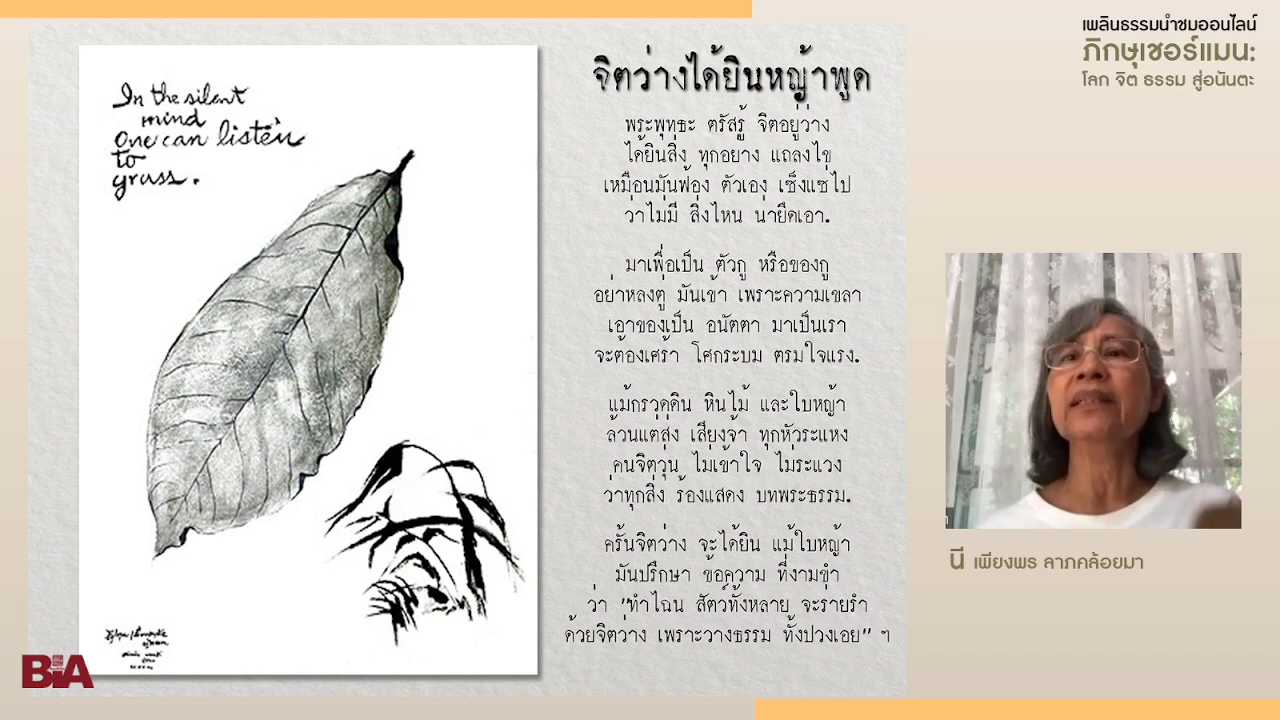 เพลินธรรมนำชมออนไลน์
ภิกษุเชอร์แมน:
โลก จิต ธรรม สู่อนันตะ
In the silent
mind
One can listen
to
grass.
จิตว่างได้ยินหญ้าพูด
พระพุทธะ ตรัสรู้ จิตอยู่ว่าง
ได้ยินสิ่ง ทุกอย่าง แถลงไข
เหมือนมันฟ้อง ตัวเอง เซ็งแซ่ไป
ว่าไม่มี สิ่งไหน น่ายึดเอา.
มาเพื่อเป็น ตัวกู หรือของกู
อย่าหลงตู่ มันเข้า เพราะความเขลา
เอาของเป็น อนัตตา มาเป็นเรา
จะต้องเศร้า โศกระบม ตรมใจแรง.
แม้กรวดดิน หินไม้ และใบหญ้า
ล้วนแต่ส่ง เสียงจ้า ทุกหัวระแหง
คนจิตวุ่น ไม่เข้าใจ ไม่ระแวง
ว่าทุกสิ่ง ร้องแสดง บทพระธรรม.
ครั้นจิตว่าง จะได้ยิน แม้ใบหญ้า
มันปรึกษา ข้อความ ที่งามขำ
ว่า "ทำไฉน สัตว์ทั้งหลาย จะร่ายรำ
ด้วยจิตว่าง เพราะวางธรรม ทั้งปวงเอย" ฯ
นี เพียงพร ลาภคล้อยมา
BIA